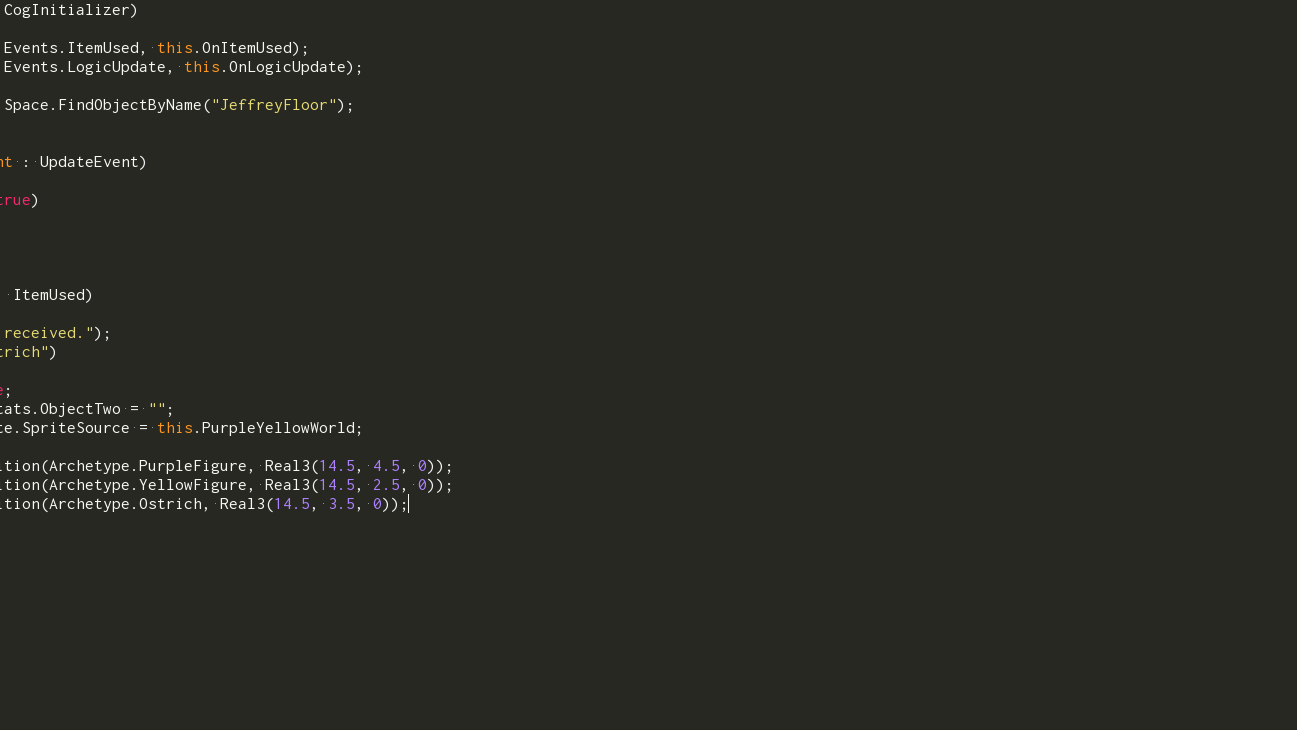 CogInitializer)
Events.ItemUsed, this.OnItemUsed);
Events.LogicUpdate, this.OnLogicUpdate);
Space.FindObjectByName("JeffreyFloor");
nt : UpdateEvent)
true)
ItemUsed)
received.");
trich")
e;
tats.ObjectTwo = "";
te.SpriteSource = this.PurpleYellowWorld;
ition(Archetype.PurpleFigure, Real3(14.5, 4.5, 0));
ition(Archetype.YellowFigure, Real3(14.5, 2.5, 0));
ition(Archetype.Ostrich, Real3(14.5, 3.5, 0));